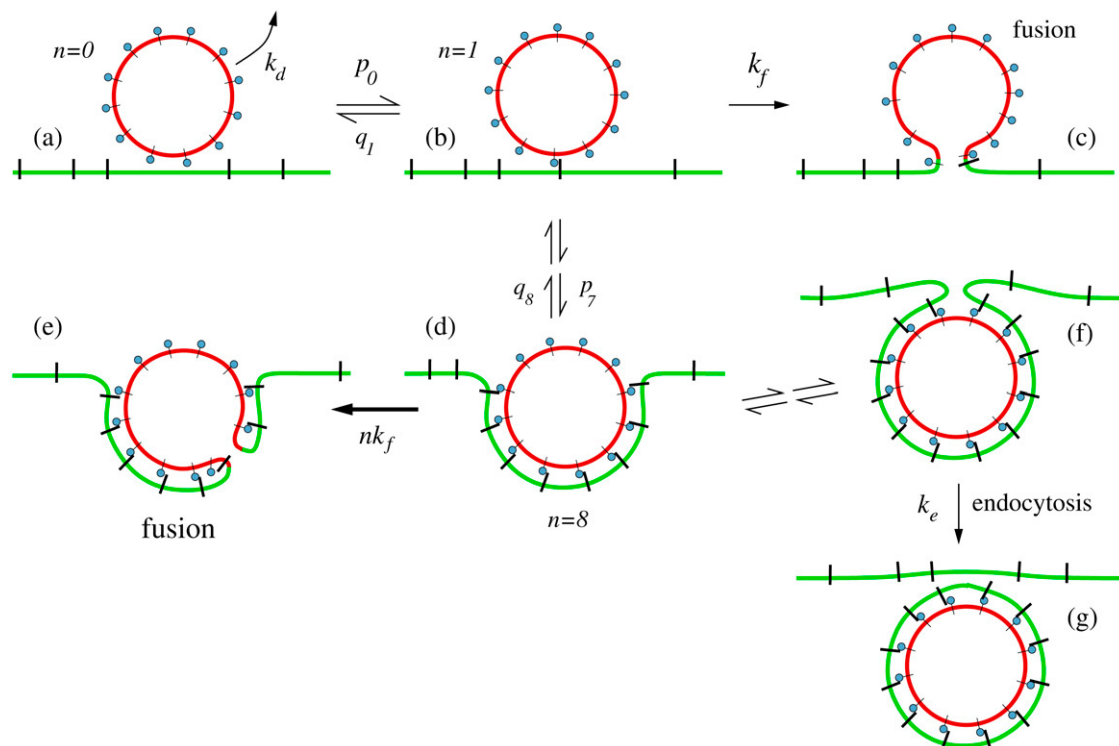 n=0
k_d
p_0
q_1
(a)
n=1
(b)
k_f
fusion
(c)
q_8
p_7
(e)
(d)
(f)
nk_f
n=8
fusion
k_e
endocytosis
(g)